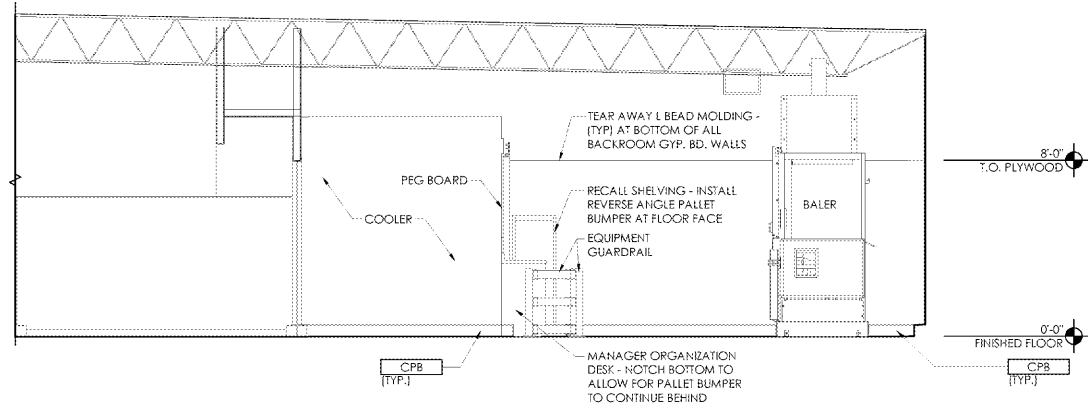 TEAR AWAY L BEAD MOLDING -
(TYP) AT BOTTOM OF ALL
BACKROOM GYP. BD. WALLS
8'-0"
T.O. PLYWOOD
PEG BOARD
RECALL SHELVING - INSTALL
REVERSE ANGLE PALLET
BUMPER AT FLOOR FACE
BALER
COOLER
EQUIPMENT
GUARDRAIL
0'-0"
FINISHED FLOOR
MANAGER ORGANIZATION
DESK - NOTCH BOTTOM TO
ALLOW FOR PALLET BUMPER
TO CONTINUE BEHIND
CPB
(TYP.)
CPB
(TYP.)